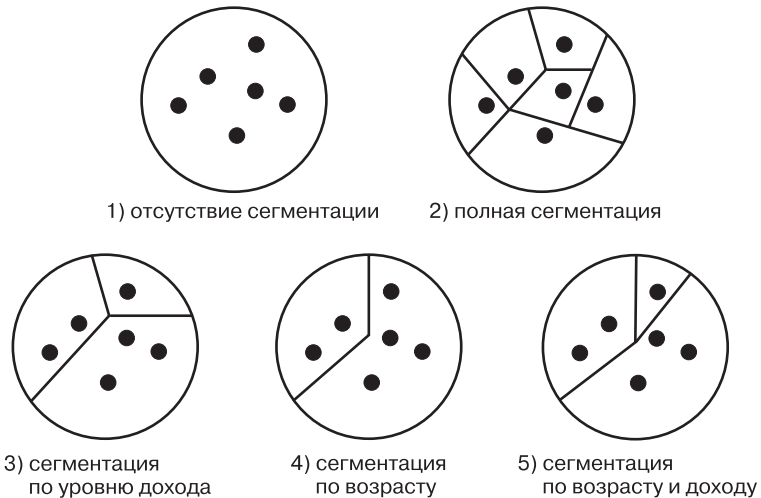 1) отсутствие сегментации
2) полная сегментация
3) сегментация
по уровню дохода
4) сегментация
по возрасту
5) сегментация
по возрасту и доходу